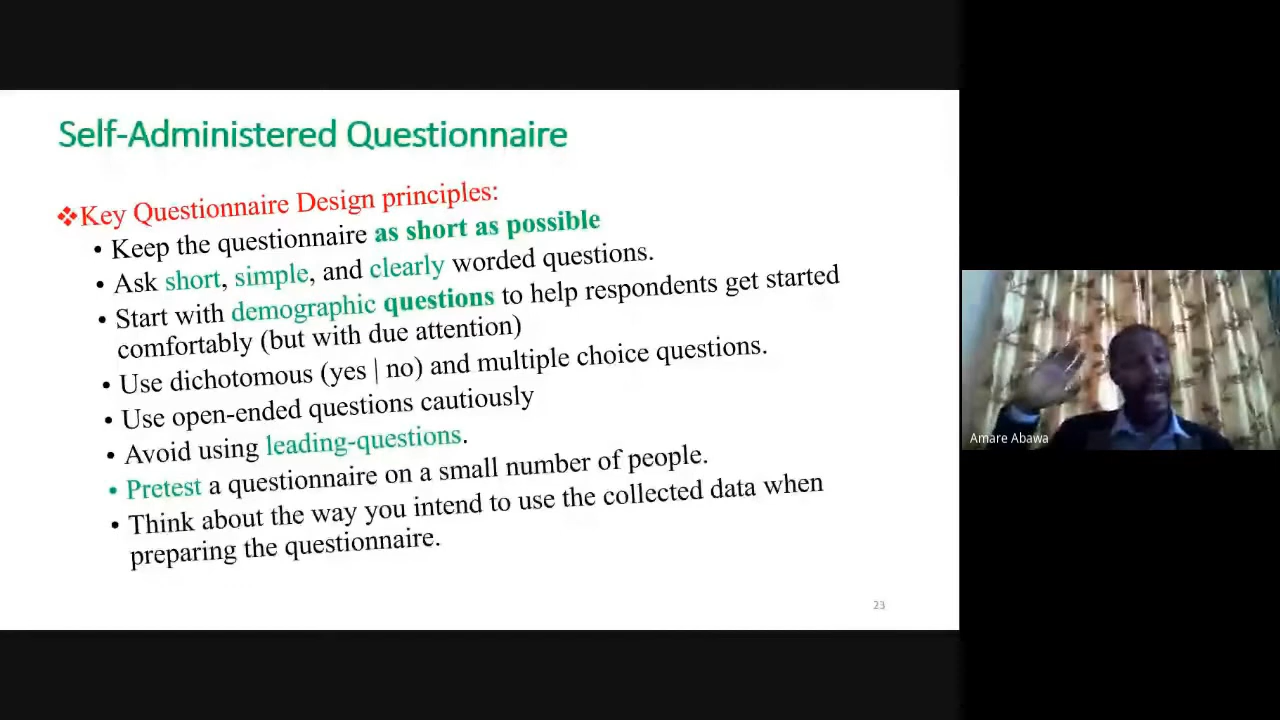 Self-Administered Questionnaire
❖Key Questionnaire Design principles:
• Keep the questionnaire as short as possible
• Ask short, simple, and clearly worded questions.
• Start with demographic questions to help respondents get started
comfortably (but with due attention)
• Use dichotomous (yes | no) and multiple choice questions.
• Use open-ended questions cautiously
• Avoid using leading-questions.
• Pretest a questionnaire on a small number of people.
• Think about the way you intend to use the collected data when
preparing the questionnaire.
23
Amare Abawa